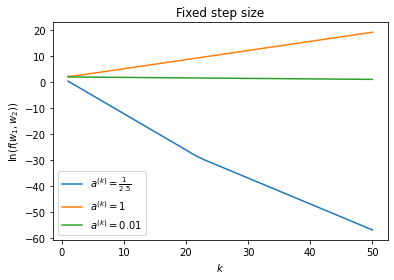 Fixed step size
ln(f(w₁, w₂))
20
10
0
−10
−20
−30
−40
−50
−60
a⁽ᵏ⁾ = 1/2.5
a⁽ᵏ⁾ = 1
a⁽ᵏ⁾ = 0.01
0 10 20 30 40 50
k